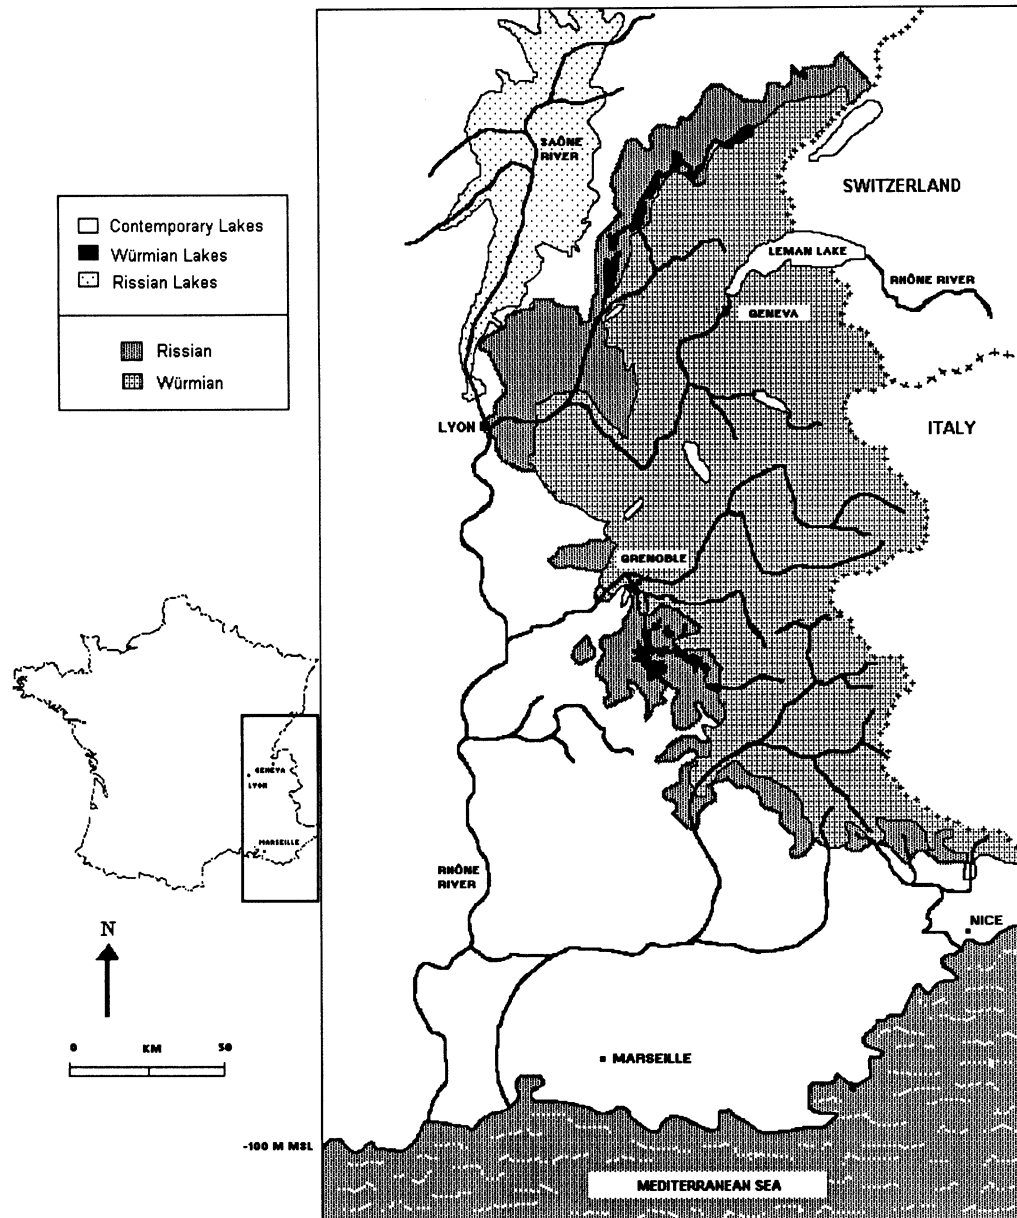 SAÔNE
RIVER
SWITZERLAND
Contemporary Lakes
Würmian Lakes
Rissian Lakes
LEMAN LAKE
RHÔNE RIVER
GENEVA
Rissian
Würmian
LYON
ITALY
GRENOBLE
GENEVA
LYON
MARSEILLE
RHÔNE
RIVER
N
NICE
0 KM 50
MARSEILLE
-100 M MSL
MEDITERRANEAN SEA